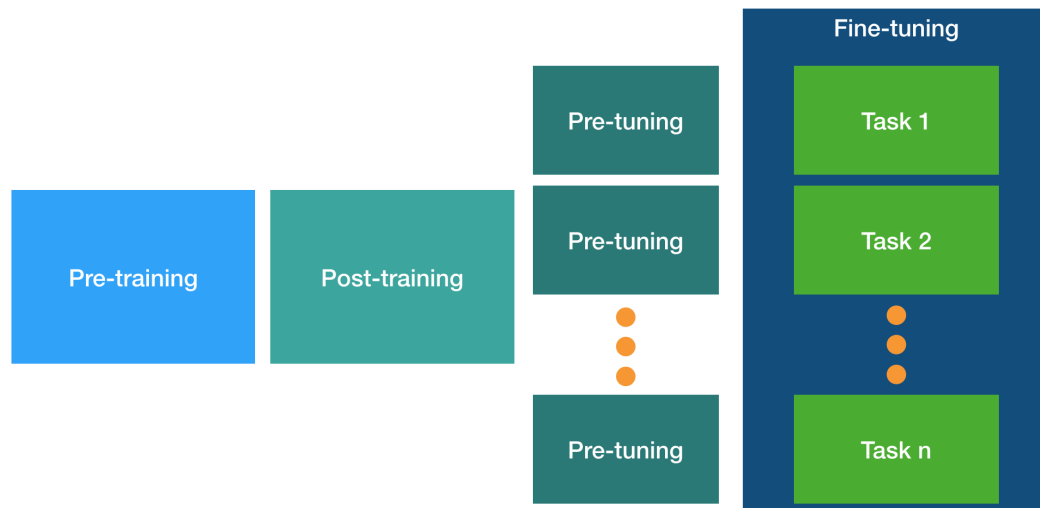 Fine-tuning
Pre-tuning
Task 1
Pre-tuning
Task 2
Pre-training
Post-training
Pre-tuning
Task n